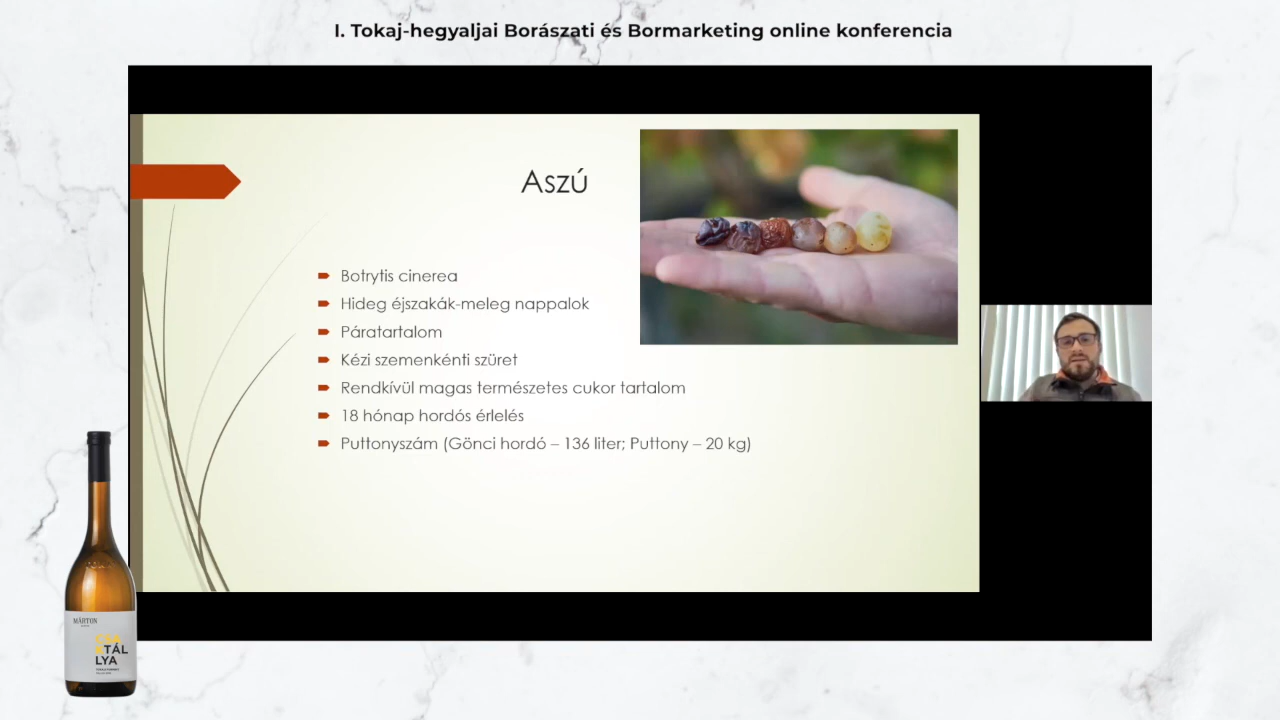 I. Tokaj-hegyaljai Borászati és Bormarketing online konferencia
Aszú
Botrytis cinerea
Hideg éjszakák-meleg nappalok
Páratartalom
Kézi szemenkénti szüret
Rendkívül magas természetes cukor tartalom
18 hónap hordós érlelés
Puttonyszám (Gönci hordó – 136 liter; Puttony – 20 kg)
MÁRTON
TÁL
LYA